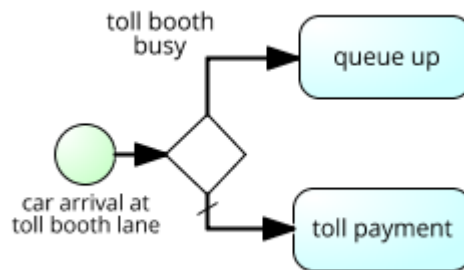 toll booth
busy
queue up
car arrival at
toll booth lane
toll payment